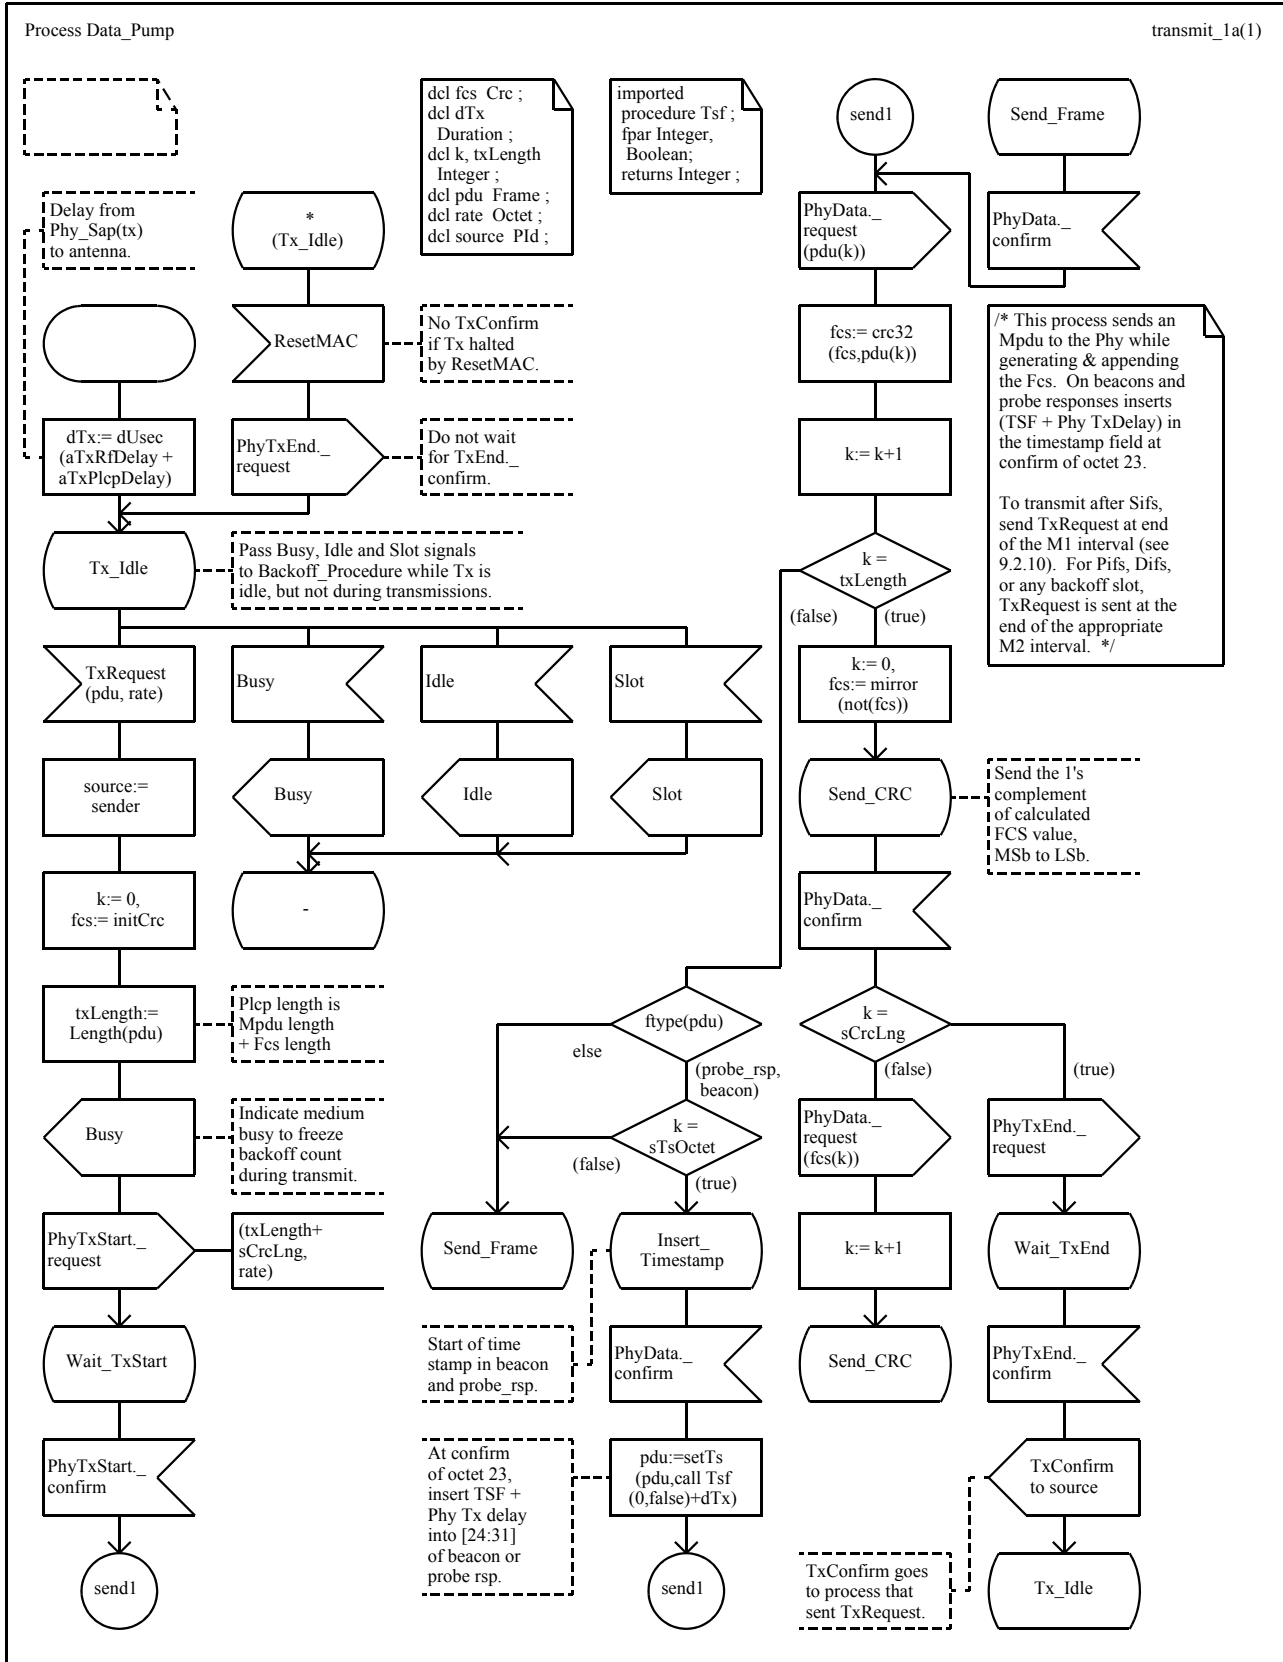 Process Data_Pump
transmit_1a(1)
dcl fcs Crc ;
dcl dTx
Duration ;
dcl k, txLength
Integer ;
dcl pdu Frame ;
dcl rate Octet ;
dcl source PId ;
imported
procedure Tsf ;
fpar Integer,
Boolean;
returns Integer ;
send1
Send_Frame
Delay from
Phy_Sap(tx)
to antenna.
*
(Tx_Idle)
PhyData._
request
(pdu(k))
PhyData._
confirm
ResetMAC
No TxConfirm
if Tx halted
by ResetMAC.
fcs:= crc32
(fcs,pdu(k))
/* This process sends an
Mpdu to the Phy while
generating & appending
the Fcs. On beacons and
probe responses inserts
(TSF + Phy TxDelay) in
the timestamp field at
confirm of octet 23.
To transmit after Sifs,
send TxRequest at end
of the M1 interval (see
9.2.10). For Pifs, Difs,
or any backoff slot,
TxRequest is sent at the
end of the appropriate
M2 interval. */
dTx:= dUsec
(aTxRfDelay +
aTxPlcpDelay)
PhyTxEnd._
request
Do not wait
for TxEnd._
confirm.
k:= k+1
Tx_Idle
Pass Busy, Idle and Slot signals
to Backoff_Procedure while Tx is
idle, but not during transmissions.
k =
txLength
(false)
(true)
TxRequest
(pdu, rate)
Busy
Idle
Slot
k:= 0,
fcs:= mirror
(not(fcs))
source:=
sender
Busy
Idle
Slot
Send_CRC
Send the 1's
complement
of calculated
FCS value,
MSb to LSb.
k:= 0,
fcs:= initCrc
-
PhyData._
confirm
txLength:=
Length(pdu)
Plcp length is
Mpdu length
+ Fcs length
ftype(pdu)
else
(probe_rsp,
beacon)
k =
sCrcLng
(false)
(true)
Busy
Indicate medium
busy to freeze
backoff count
during transmit.
k =
sTsOctet
(false)
(true)
PhyData._
request
(fcs(k))
PhyTxEnd._
request
PhyTxStart._
request
(txLength+
sCrcLng,
rate)
Send_Frame
Insert_
Timestamp
k:= k+1
Wait_TxEnd
Wait_TxStart
Start of time
stamp in beacon
and probe_rsp.
PhyData._
confirm
Send_CRC
PhyTxEnd._
confirm
PhyTxStart._
confirm
At confirm
of octet 23,
insert TSF +
Phy Tx delay
into [24:31]
of beacon or
probe rsp.
pdu:=setTs
(pdu,call Tsf
(0,false)+dTx)
TxConfirm
to source
send1
send1
TxConfirm goes
to process that
sent TxRequest.
Tx_Idle